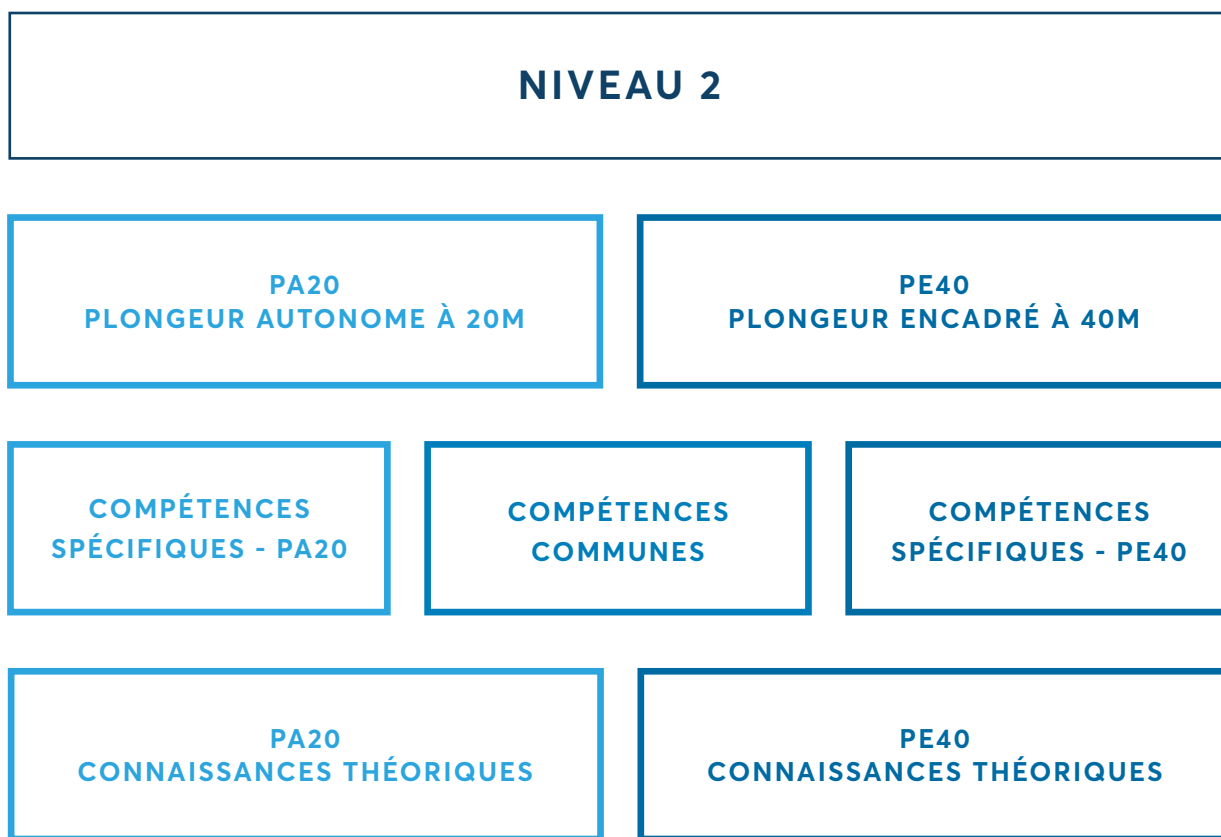 NIVEAU 2
PA20
PLONGEUR AUTONOME À 20M
PE40
PLONGEUR ENCADRÉ À 40M
COMPÉTENCES
SPÉCIFIQUES - PA20
COMPÉTENCES
COMMUNES
COMPÉTENCES
SPÉCIFIQUES - PE40
PA20
CONNAISSANCES THÉORIQUES
PE40
CONNAISSANCES THÉORIQUES